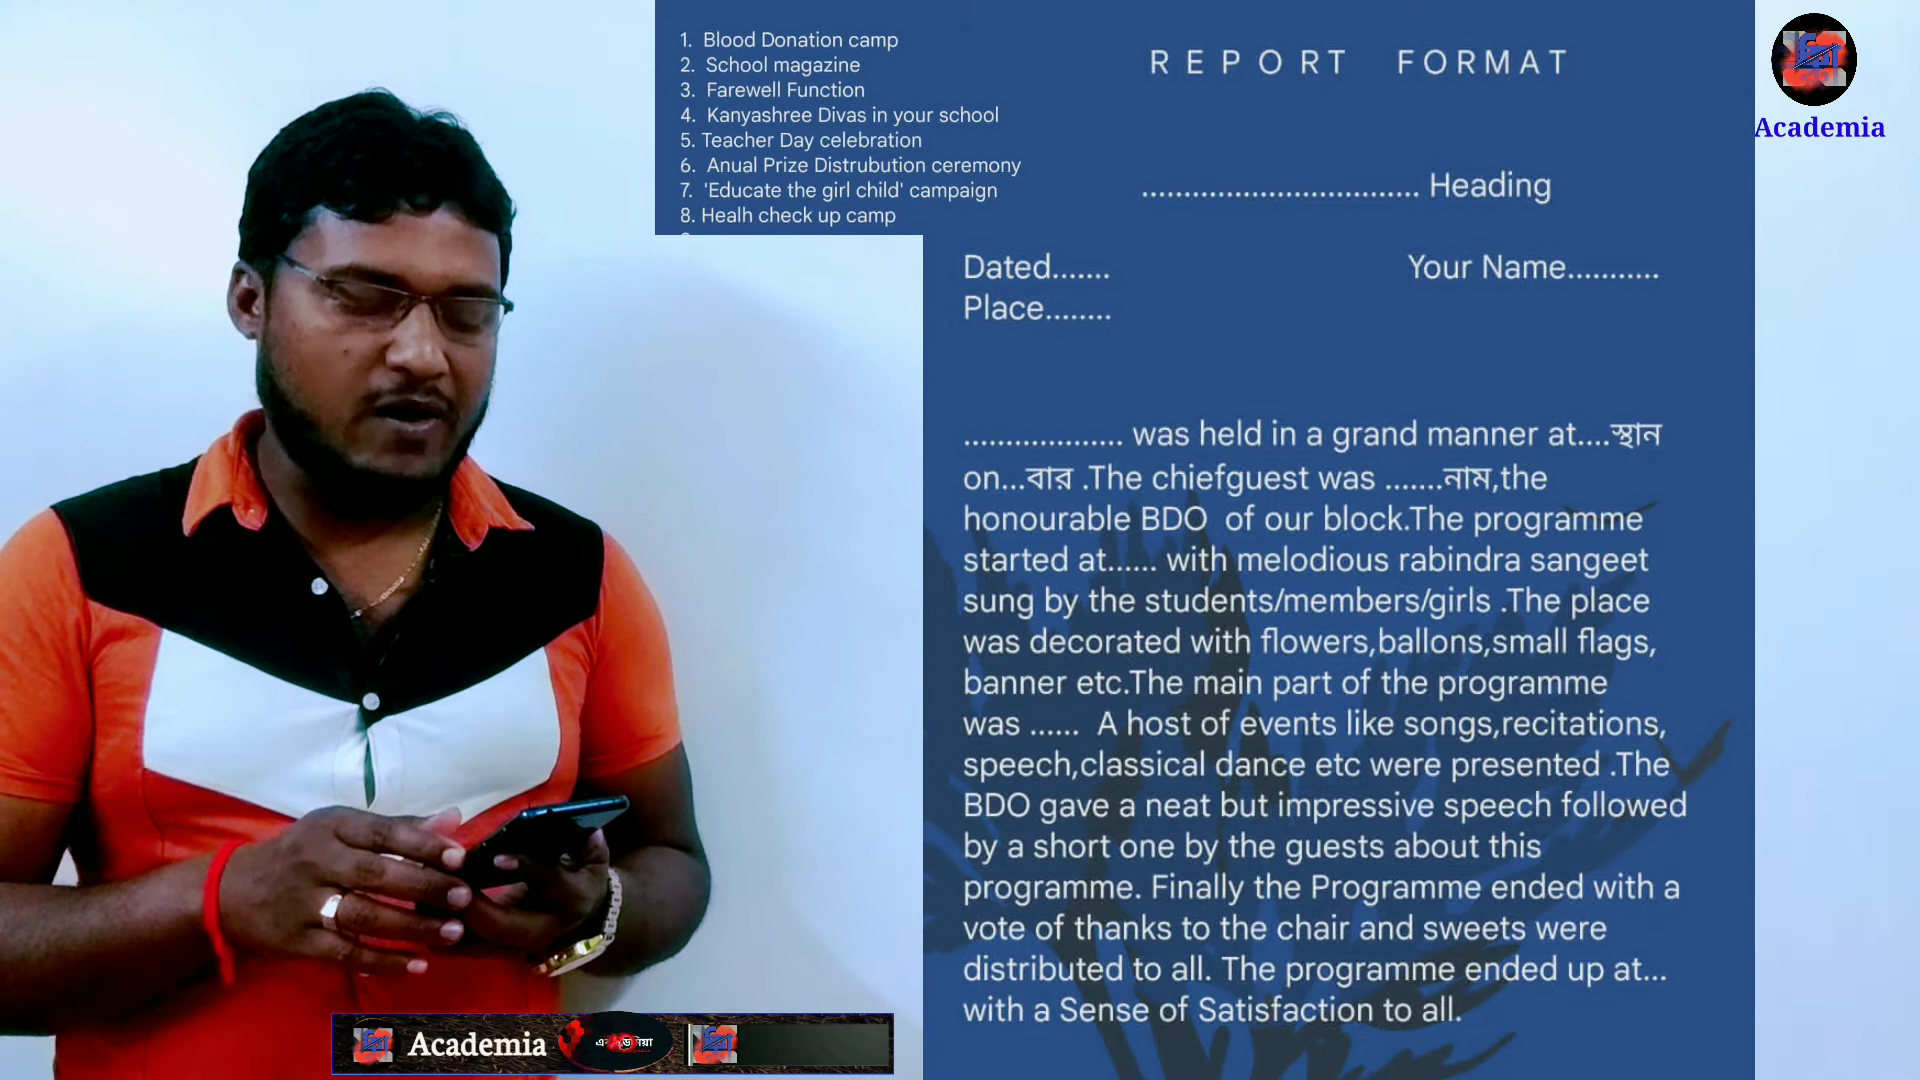 1. Blood Donation camp
2. School magazine
3. Farewell Function
4. Kanyashree Divas in your school
5. Teacher Day celebration
6. Anual Prize Distrubution ceremony
7. 'Educate the girl child' campaign
8. Healh check up camp
REPORT FORMAT
................................. Heading
Dated....... Your Name...........
Place........
................... was held in a grand manner at....স্থান
on...বার .The chiefguest was .......নাম,the
honourable BDO of our block.The programme
started at...... with melodious rabindra sangeet
sung by the students/members/girls .The place
was decorated with flowers,ballons,small flags,
banner etc.The main part of the programme
was ...... A host of events like songs,recitations,
speech,classical dance etc were presented .The
BDO gave a neat but impressive speech followed
by a short one by the guests about this
programme. Finally the Programme ended with a
vote of thanks to the chair and sweets were
distributed to all. The programme ended up at...
with a Sense of Satisfaction to all.
Academia
Academia